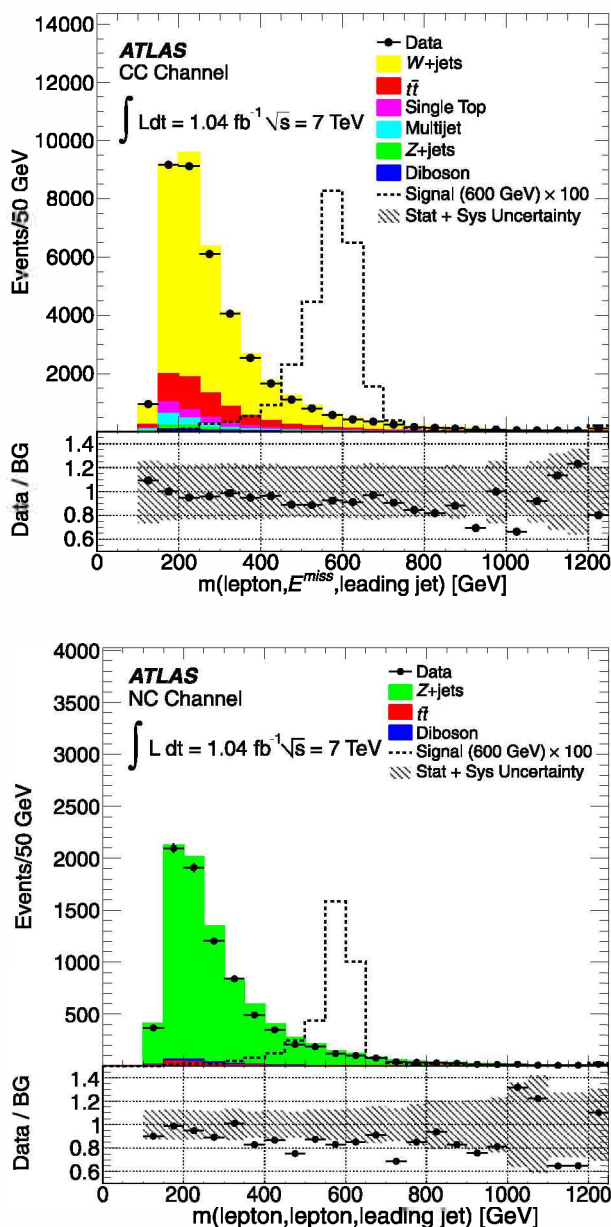 14000
12000
10000
8000
6000
4000
2000
Events/50 GeV
ATLAS
CC Channel
∫ Ldt = 1.04 fb⁻¹ √s = 7 TeV
Data
W+jets
tt̄
Single Top
Multijet
Z+jets
Diboson
Signal (600 GeV) × 100
Stat + Sys Uncertainty
1.4
1.2
1
0.8
0.6
Data / BG
0 200 400 600 800 1000 1200
m(lepton,E^miss,leading jet) [GeV]
4000
3500
3000
2500
2000
1500
1000
500
Events/50 GeV
ATLAS
NC Channel
∫ L dt = 1.04 fb⁻¹ √s = 7 TeV
Data
Z+jets
tt̄
Diboson
Signal (600 GeV) × 100
Stat + Sys Uncertainty
1.4
1.2
1
0.8
0.6
Data / BG
0 200 400 600 800 1000 1200
m(lepton,lepton,leading jet) [GeV]